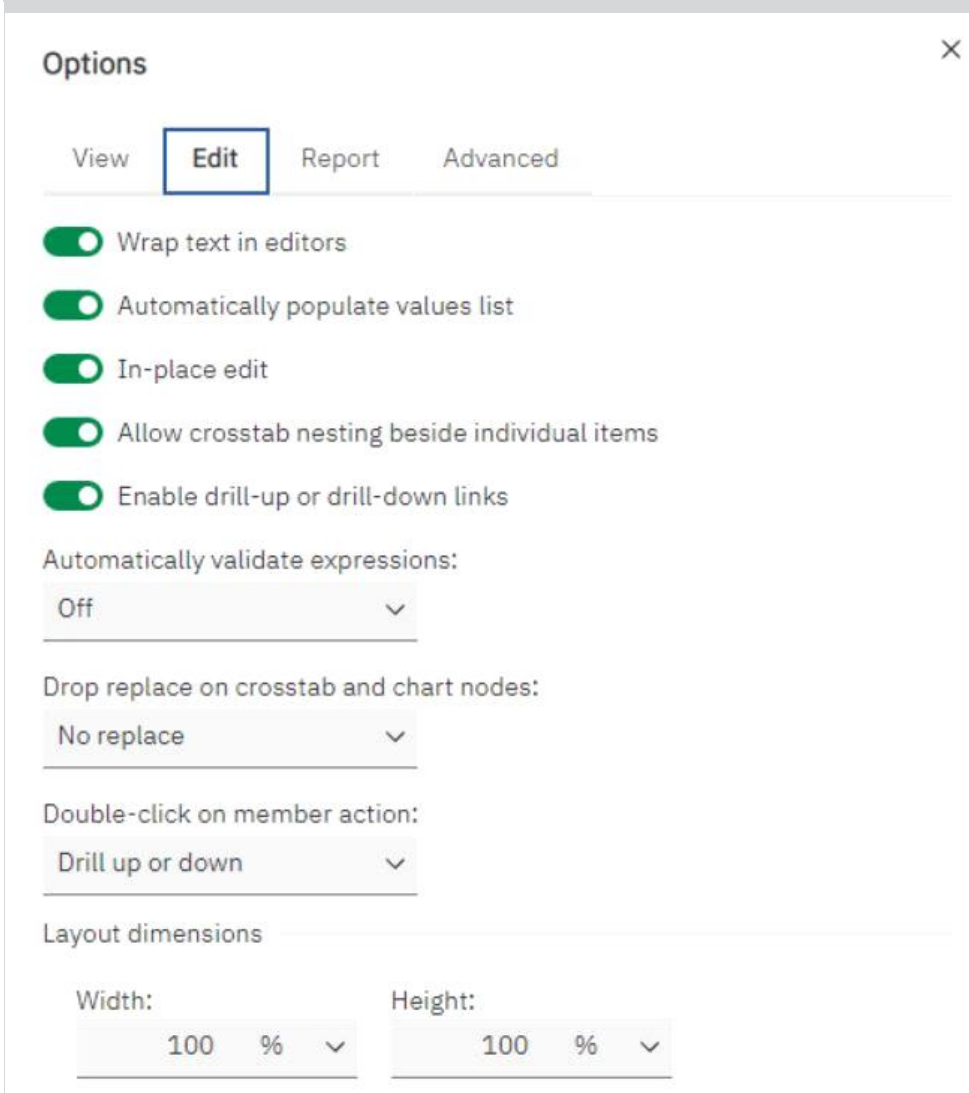 Options
View Edit Report Advanced
Wrap text in editors
Automatically populate values list
In-place edit
Allow crosstab nesting beside individual items
Enable drill-up or drill-down links
Automatically validate expressions:
Off
Drop replace on crosstab and chart nodes:
No replace
Double-click on member action:
Drill up or down
Layout dimensions
Width: Height:
100 % 100 %